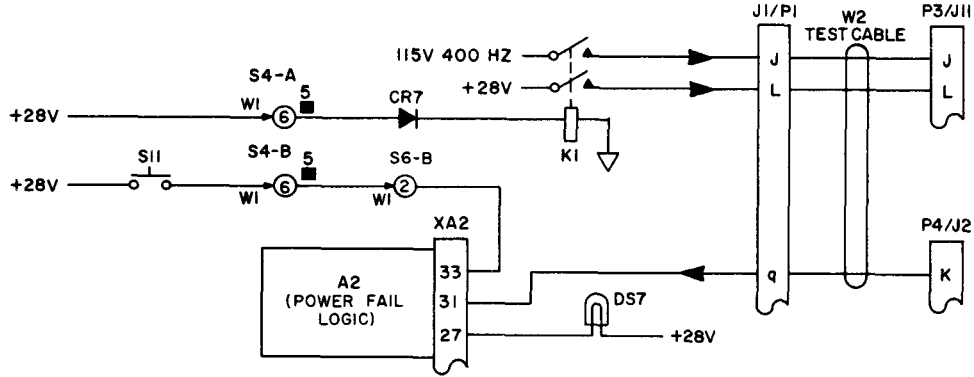 J1/P1
W2
TEST CABLE
P3/J11
115V 400 HZ
J
J
+28V
L
L
S4-A
5
CR7
+28V
W1
6
K1
S11
S4-B
5
S6-B
+28V
W1
6
W1
2
XA2
P4/J2
A2
(POWER FAIL
LOGIC)
33
31
27
q
K
DS7
+28V